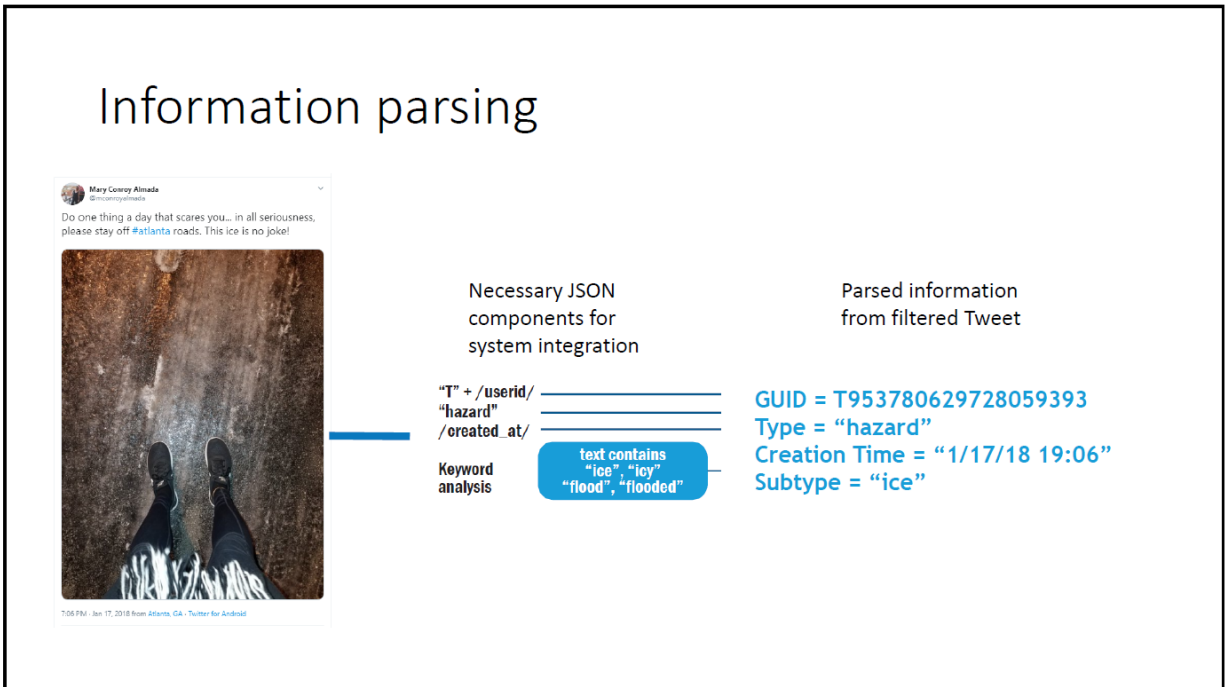 Information parsing
Mary Conroy Almada
@mconroyalmada
Do one thing a day that scares you... in all seriousness,
please stay off #atlanta roads. This ice is no joke!
7:06 PM - Jan 17, 2018 from Atlanta, GA - Twitter for Android
Necessary JSON
components for
system integration
“T” + /userid/
“hazard”
/created_at/
Keyword
analysis
text contains
“ice”, “icy”
“flood”, “flooded”
Parsed information
from filtered Tweet
GUID = T953780629728059393
Type = “hazard”
Creation Time = “1/17/18 19:06”
Subtype = “ice”